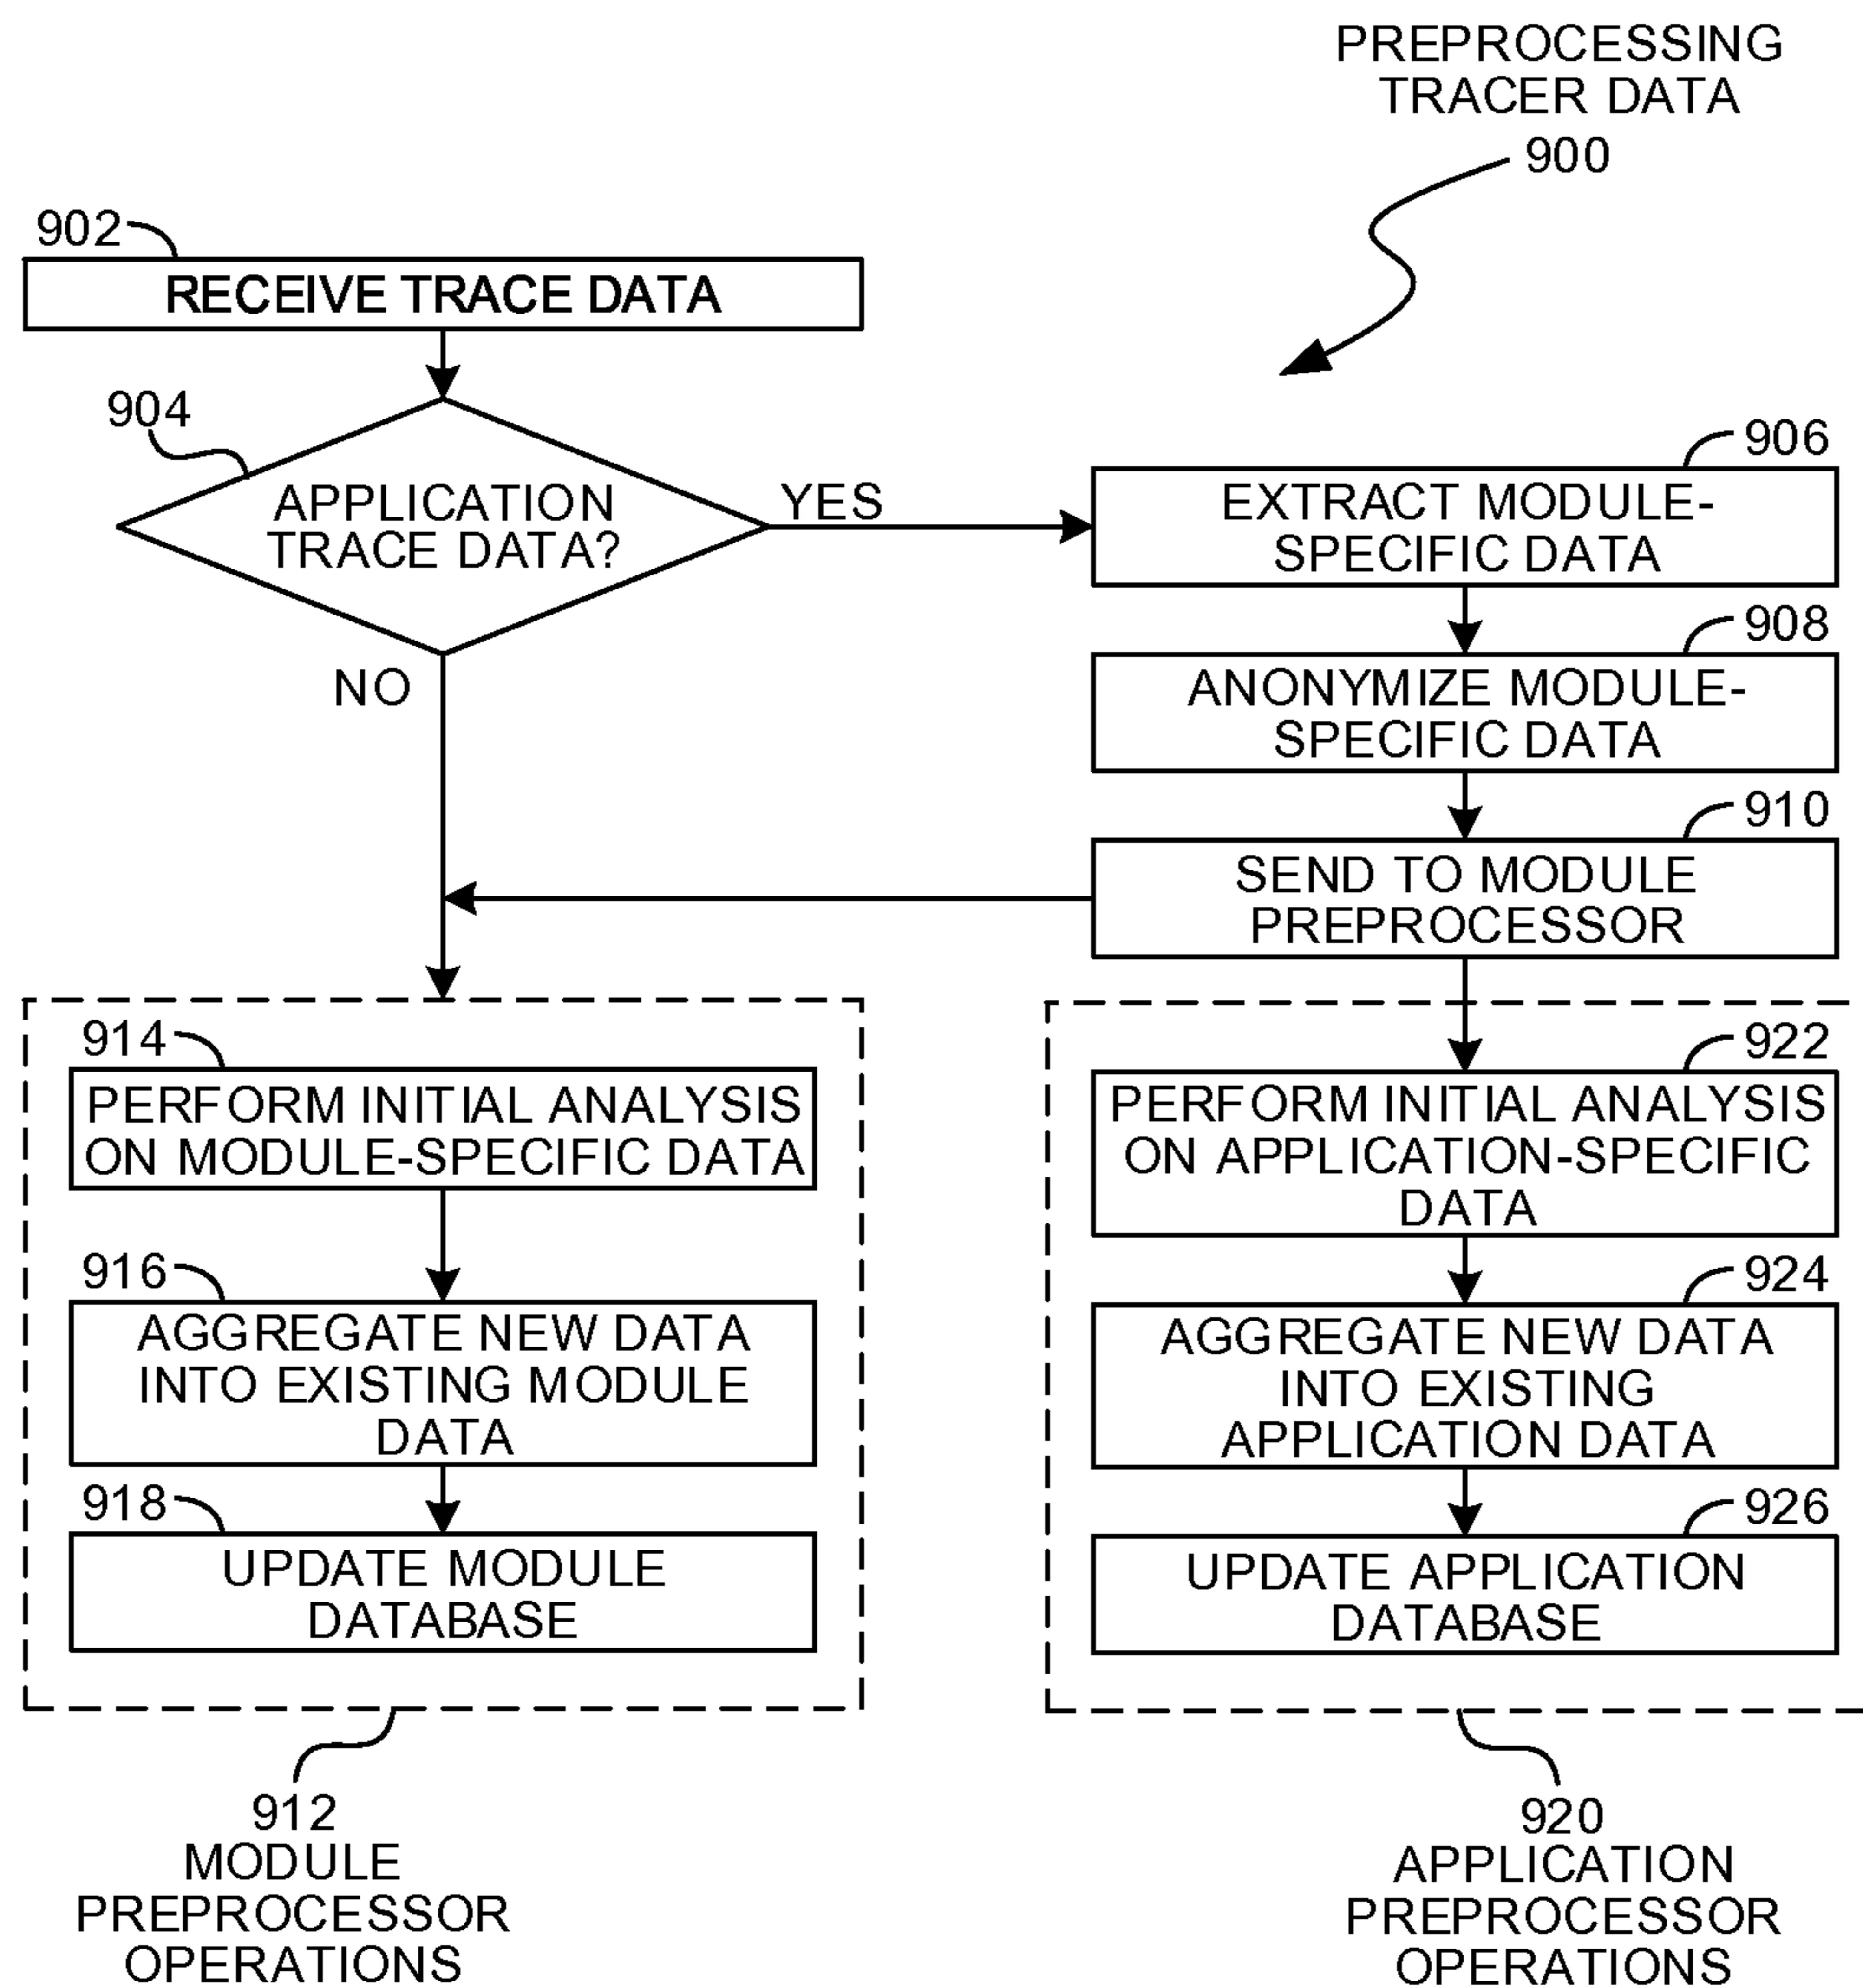 PREPROCESSING
TRACER DATA
900
902
RECEIVE TRACE DATA
904
APPLICATION
TRACE DATA?
YES
NO
906
EXTRACT MODULE-
SPECIFIC DATA
908
ANONYMIZE MODULE-
SPECIFIC DATA
910
SEND TO MODULE
PREPROCESSOR
914
PERFORM INITIAL ANALYSIS
ON MODULE-SPECIFIC DATA
916
AGGREGATE NEW DATA
INTO EXISTING MODULE
DATA
918
UPDATE MODULE
DATABASE
912
MODULE
PREPROCESSOR
OPERATIONS
922
PERFORM INITIAL ANALYSIS
ON APPLICATION-SPECIFIC
DATA
924
AGGREGATE NEW DATA
INTO EXISTING
APPLICATION DATA
926
UPDATE APPLICATION
DATABASE
920
APPLICATION
PREPROCESSOR
OPERATIONS